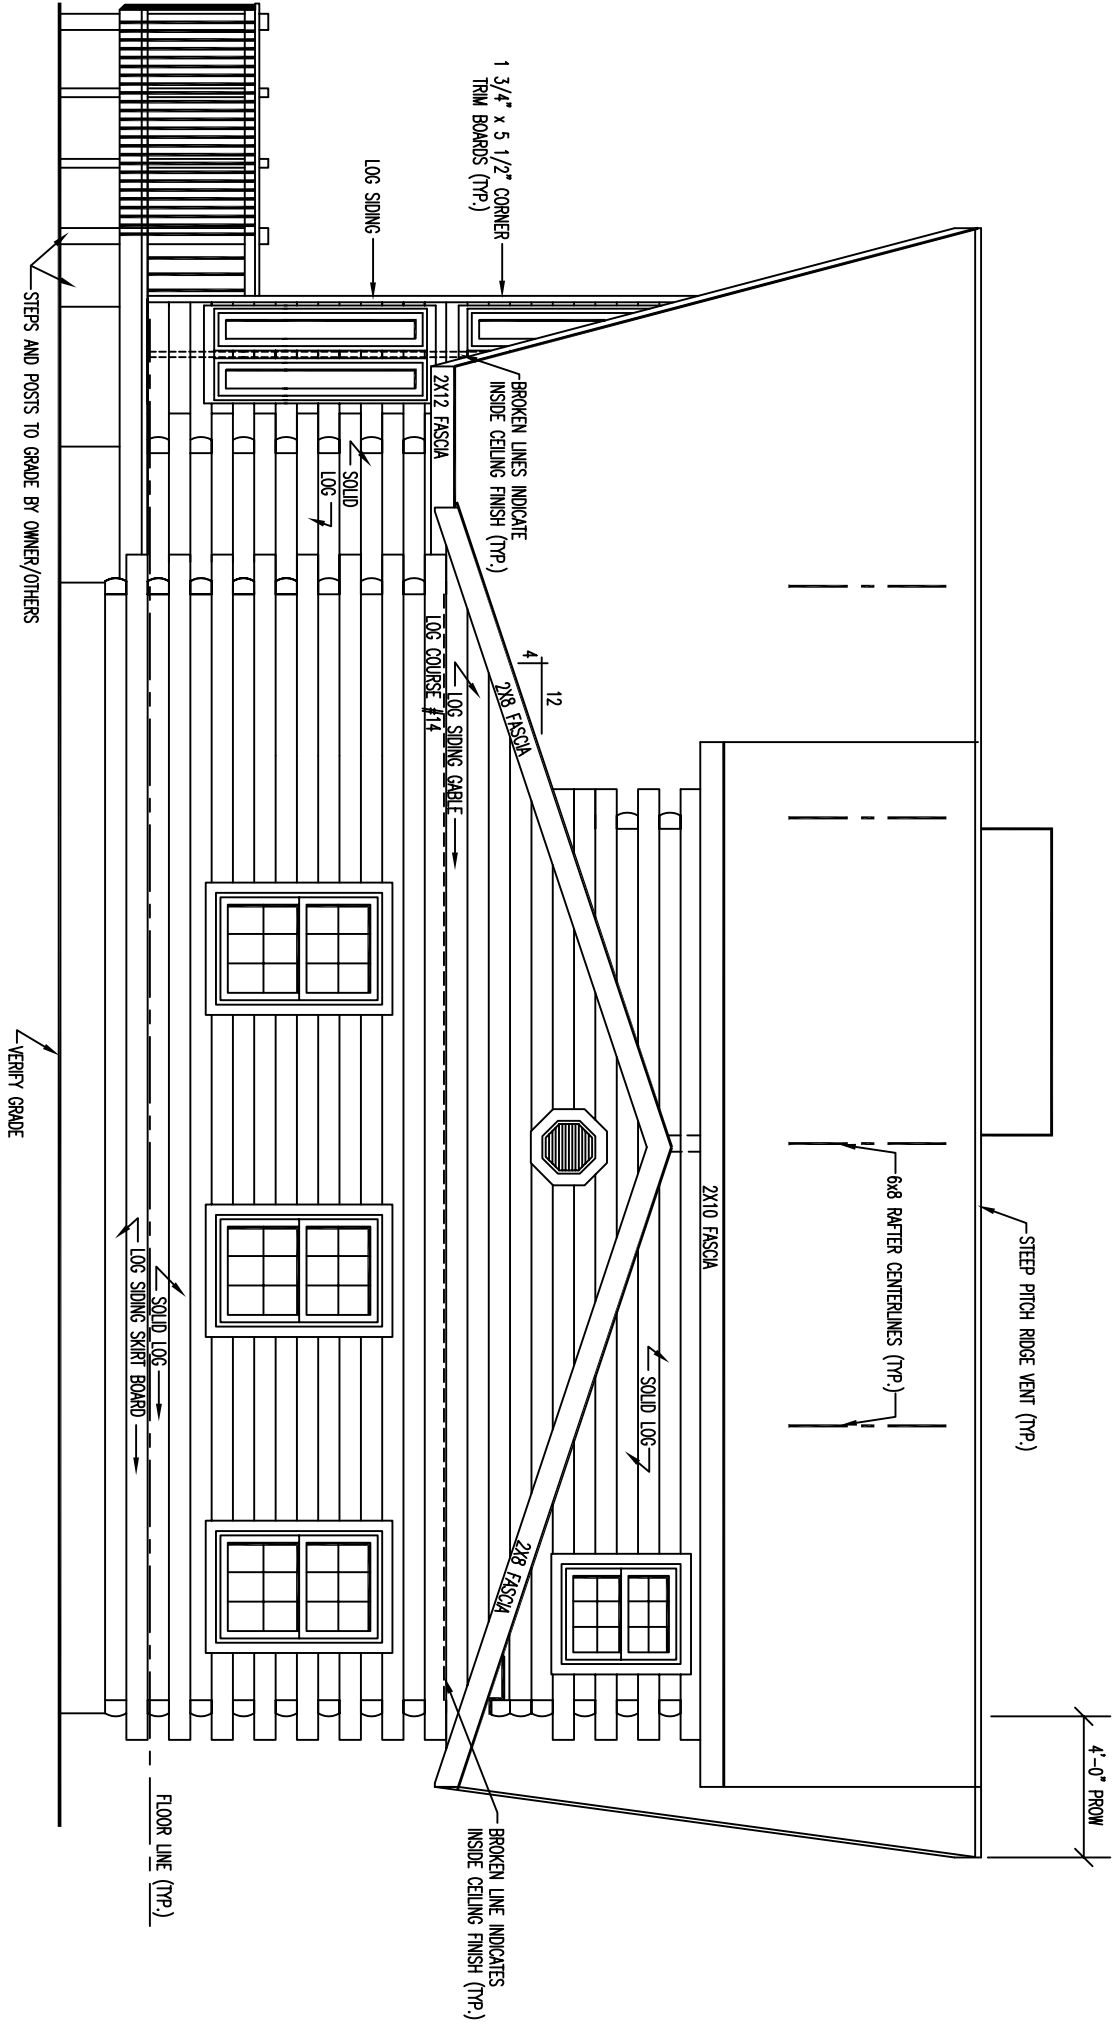 4'-0" PROW
STEEP PITCH RIDGE VENT (TYP.)
6x8 RAFTER CENTERLINES (TYP.)
2X10 FASCIA
SOLID LOG
12
4
2X8 FASCIA
2X8 FASCIA
1 3/4" x 5 1/2" CORNER
TRIM BOARDS (TYP.)
BROKEN LINES INDICATE
INSIDE CEILING FINISH (TYP.)
2X12 FASCIA
LOG SIDING GABLE
LOG COURSE #14
BROKEN LINE INDICATES
INSIDE CEILING FINISH (TYP.)
LOG SIDING
SOLID
LOG
SOLID LOG
LOG SIDING SKIRT BOARD
FLOOR LINE (TYP.)
STEPS AND POSTS TO GRADE BY OWNER/OTHERS
VERIFY GRADE